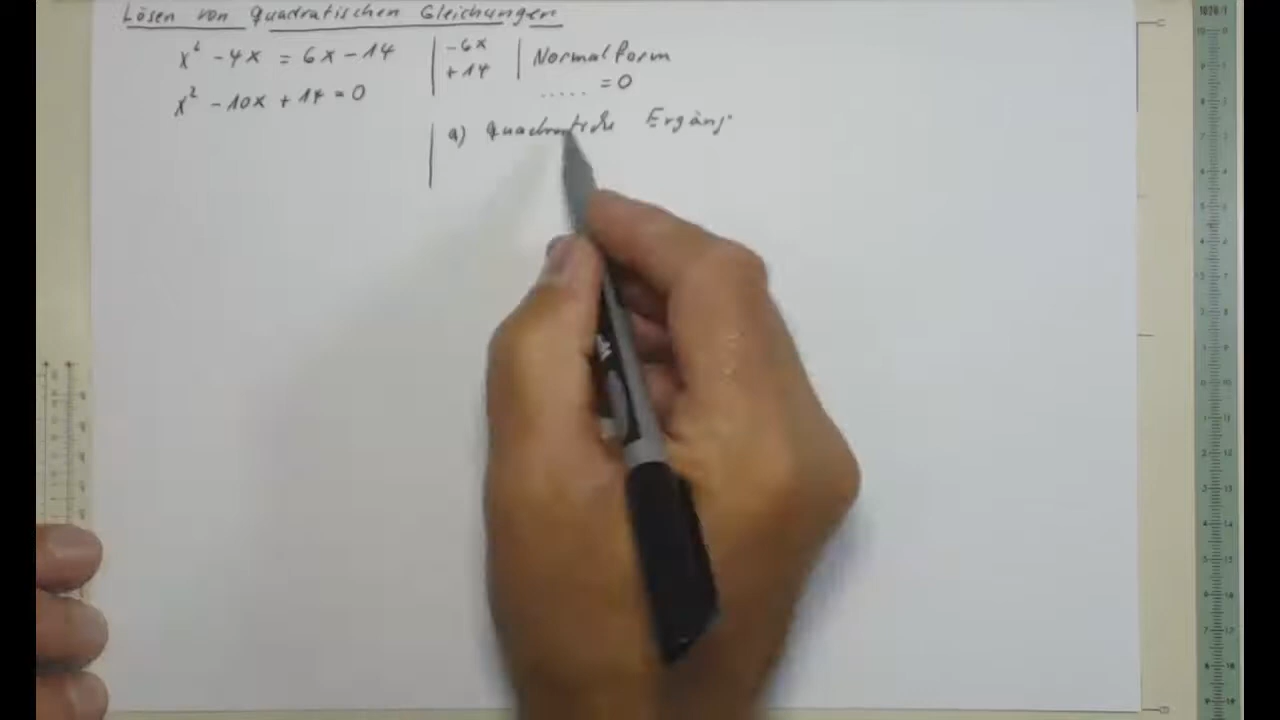 Lösen von Quadratischen Gleichungen
x² - 4x = 6x - 14 | -6x | Normalform
+14 ..... = 0
x² - 10x + 14 = 0
a) Quadratische Ergänz